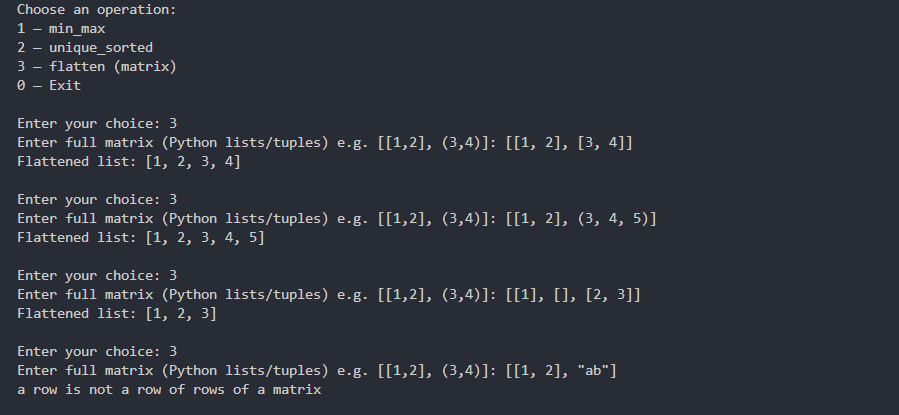 Choose an operation:
1 – min_max
2 – unique_sorted
3 – flatten (matrix)
0 – Exit
Enter your choice: 3
Enter full matrix (Python lists/tuples) e.g. [[1,2], (3,4)]: [[1, 2], [3, 4]]
Flattened list: [1, 2, 3, 4]
Enter your choice: 3
Enter full matrix (Python lists/tuples) e.g. [[1,2], (3,4)]: [[1, 2], (3, 4, 5)]
Flattened list: [1, 2, 3, 4, 5]
Enter your choice: 3
Enter full matrix (Python lists/tuples) e.g. [[1,2], (3,4)]: [[1], [], [2, 3]]
Flattened list: [1, 2, 3]
Enter your choice: 3
Enter full matrix (Python lists/tuples) e.g. [[1,2], (3,4)]: [[1, 2], "ab"]
a row is not a row of rows of a matrix